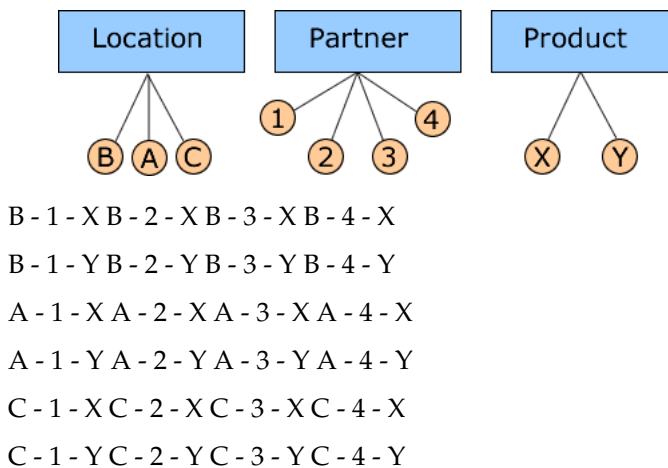 Location Partner Product
1 4
B A C 2 3 X Y
B - 1 - X B - 2 - X B - 3 - X B - 4 - X
B - 1 - Y B - 2 - Y B - 3 - Y B - 4 - Y
A - 1 - X A - 2 - X A - 3 - X A - 4 - X
A - 1 - Y A - 2 - Y A - 3 - Y A - 4 - Y
C - 1 - X C - 2 - X C - 3 - X C - 4 - X
C - 1 - Y C - 2 - Y C - 3 - Y C - 4 - Y